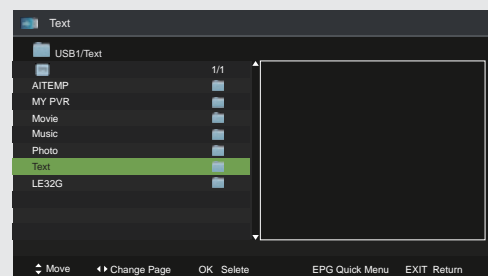 Text
USB1/Text
1/1
AITEMP
MY PVR
Movie
Music
Photo
Text
LE32G
Move Change Page OK Selete EPG Quick Menu EXIT Return